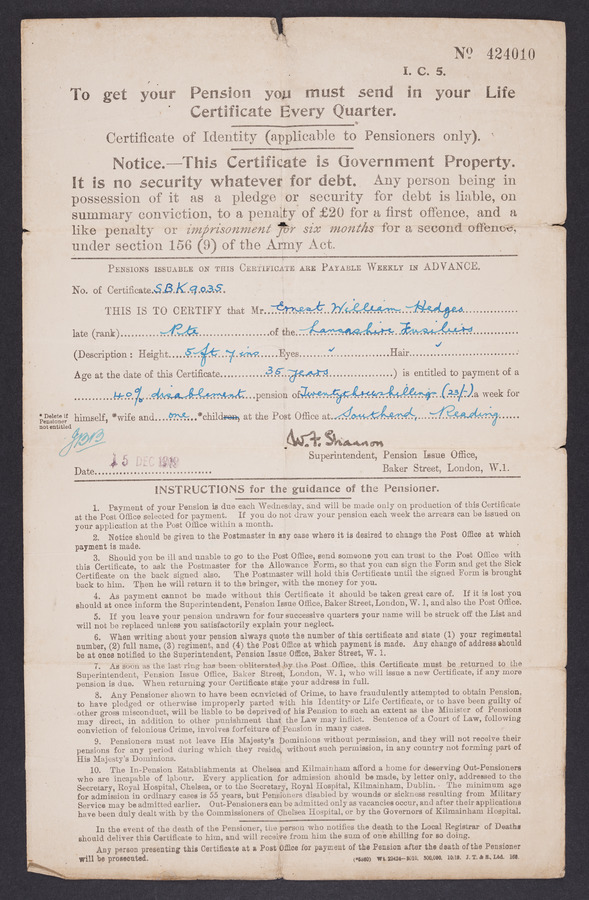 Nº 424010
I. C. 5.
To get your Pension you must send in your Life
Certificate Every Quarter.
Certificate of Identity (applicable to Pensioners only).
Notice.—This Certificate is Government Property.
It is no security whatever for debt. Any person being in
possession of it as a pledge or security for debt is liable, on
summary conviction, to a penalty of £20 for a first offence, and a
like penalty or imprisonment for six months for a second offence,
under section 156 (9) of the Army Act.
PENSIONS ISSUABLE ON THIS CERTIFICATE ARE PAYABLE WEEKLY IN ADVANCE.
No. of Certificate S.B.K 9035.
THIS IS TO CERTIFY that Mr. Ernest William Hedges
late (rank) Pte of the Lancashire Fusiliers
(Description: Height 5 ft 7 ins Eyes Hair
Age at the date of this Certificate 35 years ) is entitled to payment of a
40% disablement pension of Twenty three shillings (23/-) a week for
* Delete if Pensioner not entitled
himself, *wife and one *children, at the Post Office at Southend, Reading
W. F. Shannon
Superintendent, Pension Issue Office,
Date 15 DEC 1919 Baker Street, London, W.1.
INSTRUCTIONS for the guidance of the Pensioner.
1. Payment of your Pension is due each Wednesday, and will be made only on production of this Certificate
at the Post Office selected for payment. If you do not draw your pension each week the arrears can be issued on
your application at the Post Office within a month.
2. Notice should be given to the Postmaster in any case where it is desired to change the Post Office at which
payment is made.
3. Should you be ill and unable to go to the Post Office, send someone you can trust to the Post Office with
this Certificate, to ask the Postmaster for the Allowance Form, so that you can sign the Form and get the Sick
Certificate on the back signed also. The Postmaster will hold this Certificate until the signed Form is brought
back to him. Then he will return it to the bringer, with the money for you.
4. As payment cannot be made without this Certificate it should be taken great care of. If it is lost you
should at once inform the Superintendent, Pension Issue Office, Baker Street, London, W. 1, and also the Post Office.
5. If you leave your pension undrawn for four successive quarters your name will be struck off the List and
will not be replaced unless you satisfactorily explain your neglect.
6. When writing about your pension always quote the number of this certificate and state (1) your regimental
number, (2) full name, (3) regiment, and (4) the Post Office at which payment is made. Any change of address should
be at once notified to the Superintendent, Pension Issue Office, Baker Street, W. 1.
7. As soon as the last ring has been obliterated by the Post Office, this Certificate must be returned to the
Superintendent, Pension Issue Office, Baker Street, London, W. 1, who will issue a new Certificate, if any more
pension is due. When returning your Certificate state your address in full.
8. Any Pensioner shown to have been convicted of Crime, to have fraudulently attempted to obtain Pension,
to have pledged or otherwise improperly parted with his Identity or Life Certificate, or to have been guilty of
other gross misconduct, will be liable to be deprived of his Pension to such an extent as the Minister of Pensions
may direct, in addition to other punishment that the Law may inflict. Sentence of a Court of Law, following
conviction of felonious Crime, involves forfeiture of Pension in many cases.
9. Pensioners must not leave His Majesty's Dominions without permission, and they will not receive their
pensions for any period during which they reside, without such permission, in any country not forming part of
His Majesty's Dominions.
10. The In-Pension Establishments at Chelsea and Kilmainham afford a home for deserving Out-Pensioners
who are incapable of labour. Every application for admission should be made, by letter only, addressed to the
Secretary, Royal Hospital, Chelsea, or to the Secretary, Royal Hospital, Kilmainham, Dublin. The minimum age
for admission in ordinary cases is 55 years, but Pensioners disabled by wounds or sickness resulting from Military
Service may be admitted earlier. Out-Pensioners can be admitted only as vacancies occur, and after their applications
have been duly dealt with by the Commissioners of Chelsea Hospital, or by the Governors of Kilmainham Hospital.
In the event of the death of the Pensioner, the person who notifies the death to the Local Registrar of Deaths
should deliver this Certificate to him, and will receive from him the sum of one shilling for so doing.
Any person presenting this Certificate at a Post Office for payment of the Pension after the death of the Pensioner
will be prosecuted.
500,000. 10/19. J. T. & S., Ltd. 168.